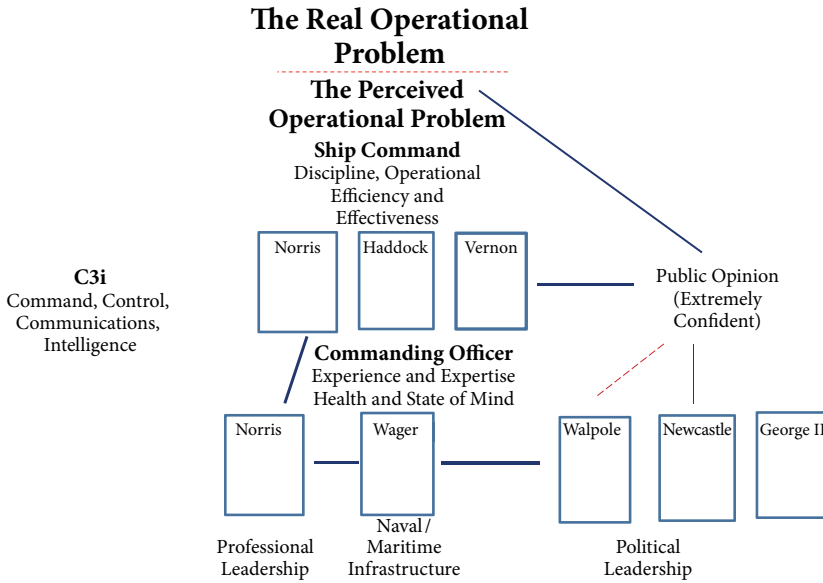 The Real Operational
Problem
The Perceived
Operational Problem
Ship Command
Discipline, Operational
Efficiency and
Effectiveness
Norris
Haddock
Vernon
C3i
Command, Control,
Communications,
Intelligence
Public Opinion
(Extremely
Confident)
Commanding Officer
Experience and Expertise
Health and State of Mind
Norris
Wager
Walpole
Newcastle
George II
Professional
Leadership
Naval/
Maritime
Infrastructure
Political
Leadership